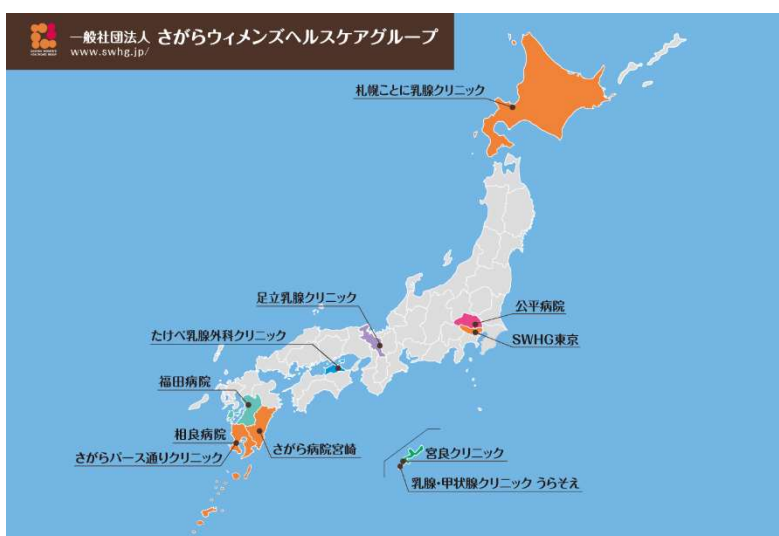 一般社団法人 さがらウィメンズヘルスケアグループ
www.swhg.jp/
札幌ことに乳腺クリニック
足立乳腺クリニック
公平病院
たけべ乳腺外科クリニック
SWHG東京
福田病院
相良病院
さがら病院宮崎
さがらパース通りクリニック
宮良クリニック
乳腺・甲状腺クリニック うらそえ